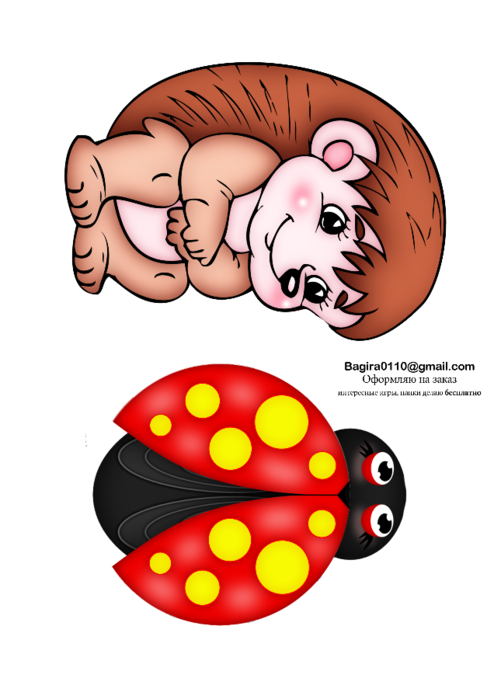 Bagira0110@gmail.com
Оформляю на заказ
интересные игры, папки делаю бесплатно